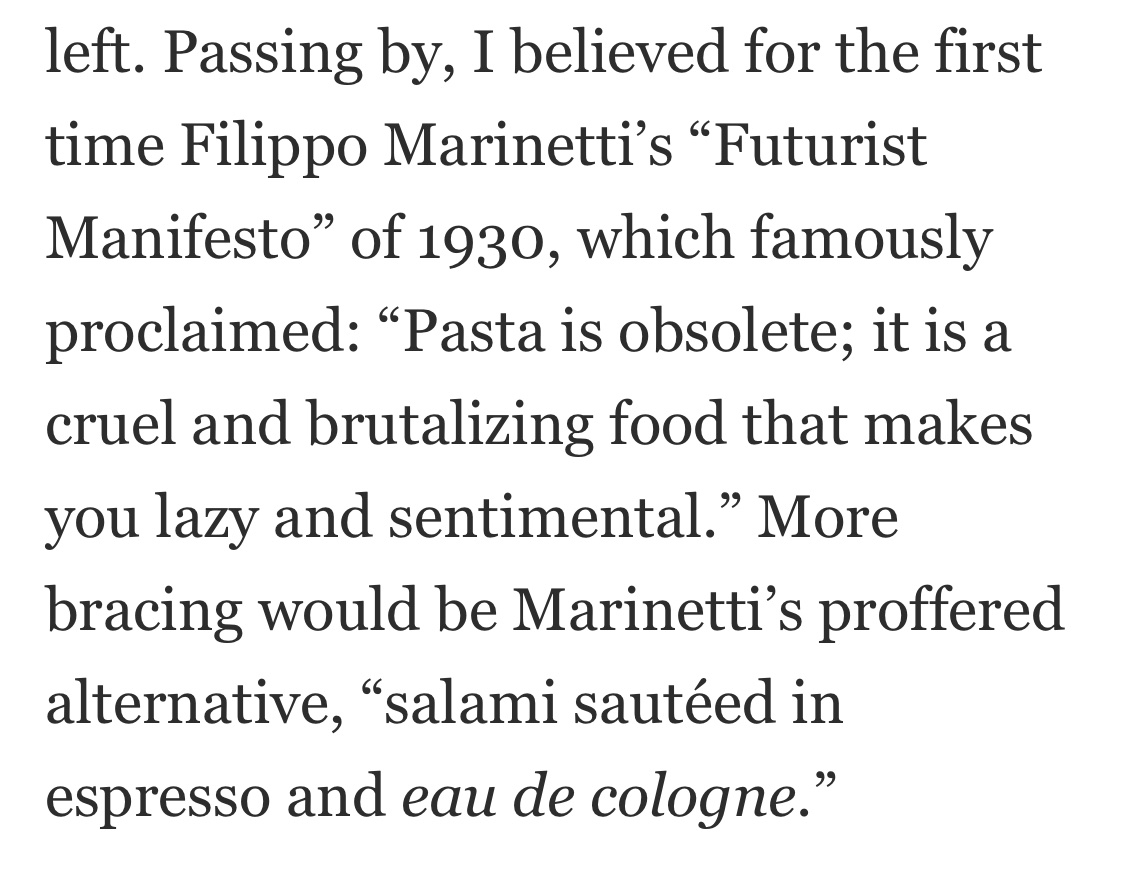 left. Passing by, I believed for the first
time Filippo Marinetti’s “Futurist
Manifesto” of 1930, which famously
proclaimed: “Pasta is obsolete; it is a
cruel and brutalizing food that makes
you lazy and sentimental.” More
bracing would be Marinetti’s proffered
alternative, “salami sautéed in
espresso and eau de cologne.”